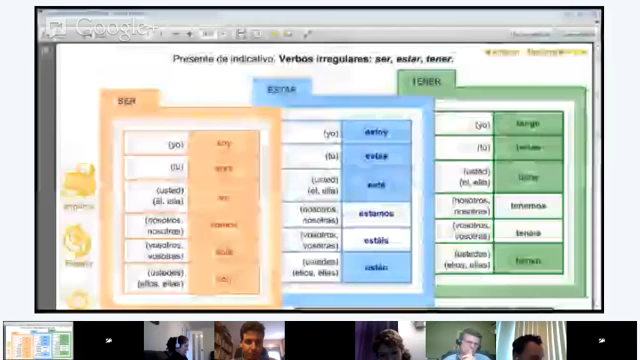 Google+
Presente de indicativo. Verbos irregulares: ser, estar, tener.
SER
(yo) soy
(tú) eres
(usted)
(él, ella) es
(nosotros,
nosotras) somos
(vosotros,
vosotras) sois
(ustedes)
(ellos, ellas) son
ESTAR
(yo) estoy
(tú) estás
(usted)
(él, ella) está
(nosotros,
nosotras) estamos
(vosotros,
vosotras) estáis
(ustedes)
(ellos, ellas) están
TENER
(yo) tengo
(tú) tienes
(usted)
(él, ella) tiene
(nosotros,
nosotras) tenemos
(vosotros,
vosotras) tenéis
(ustedes)
(ellos, ellas) tienen